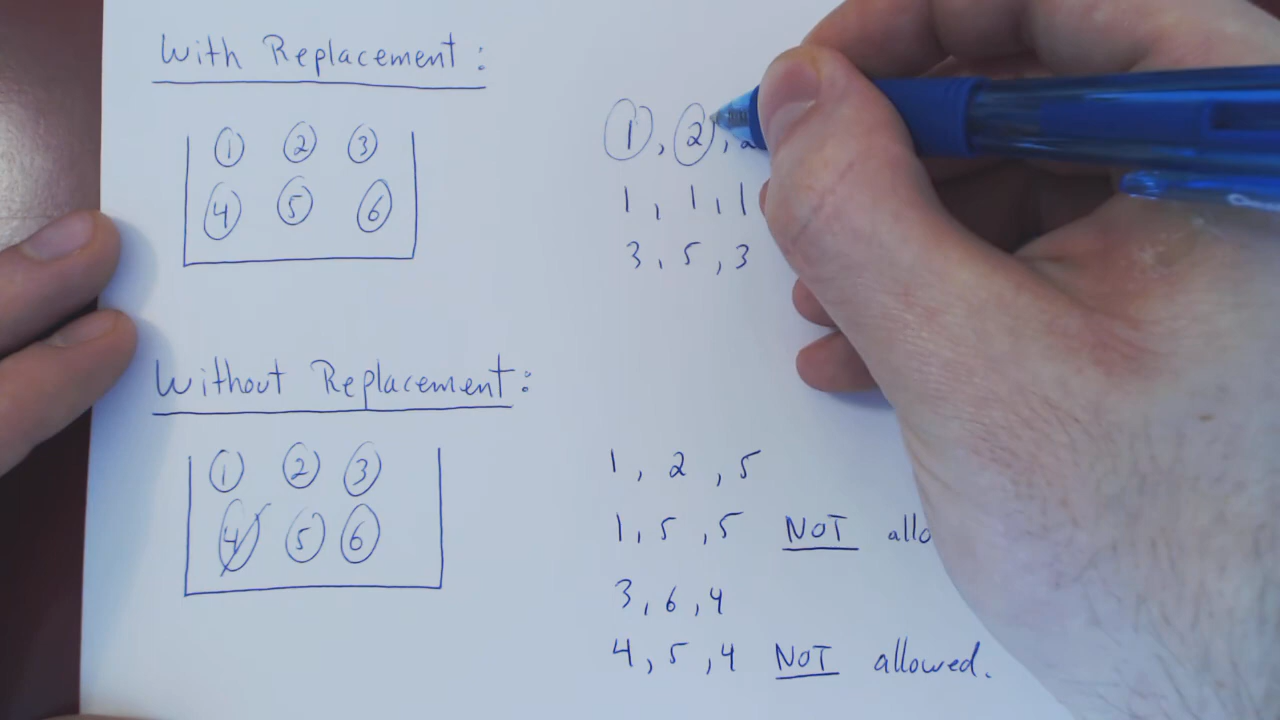 With Replacement:
1 2 3
4 5 6
1, 2,
1, 1, 1
3, 5, 3
Without Replacement:
1 2 3
4 5 6
1, 2, 5
1, 5, 5 NOT
3, 6, 4
4, 5, 4 NOT allowed.